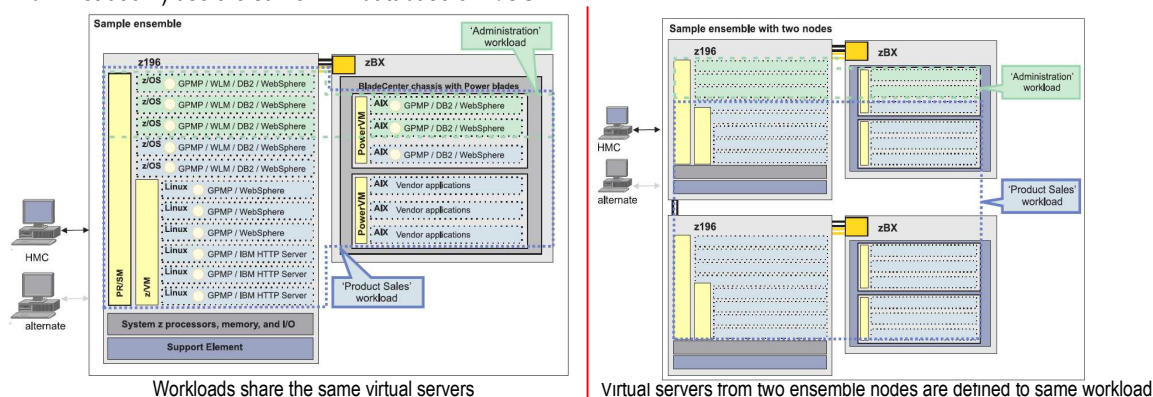 Sample ensemble
'Administration'
workload
z196
zBX
z/OS GPMP / WLM / DB2 / WebSphere
z/OS GPMP / WLM / DB2 / WebSphere
z/OS GPMP / WLM / DB2 / WebSphere
z/OS GPMP / WLM / DB2 / WebSphere
z/OS GPMP / WLM / DB2 / WebSphere
Linux GPMP / WebSphere
Linux GPMP / WebSphere
Linux GPMP / WebSphere
Linux GPMP / IBM HTTP Server
Linux GPMP / IBM HTTP Server
Linux GPMP / IBM HTTP Server
PR/SM
z/VM
BladeCenter chassis with Power blades
PowerVM
AIX GPMP / DB2 / WebSphere
AIX GPMP / DB2 / WebSphere
AIX GPMP / DB2 / WebSphere
PowerVM
AIX Vendor applications
AIX Vendor applications
AIX Vendor applications
HMC
alternate
'Product Sales'
workload
System z processors, memory, and I/O
Support Element
Workloads share the same virtual servers
Sample ensemble with two nodes
z196
zBX
'Administration'
workload
HMC
alternate
'Product Sales'
workload
z196
zBX
Virtual servers from two ensemble nodes are defined to same workload